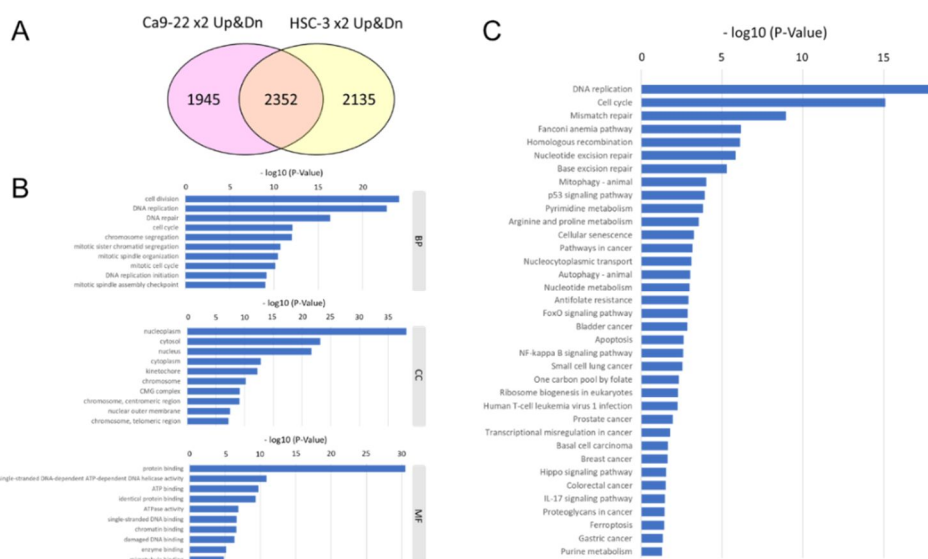 A
Ca9-22 x2 Up&Dn
HSC-3 x2 Up&Dn
1945
2352
2135
B
- log10 (P-Value)
0 5 10 15 20
cell division
DNA replication
DNA repair
cell cycle
chromosome segregation
mitotic sister chromatid segregation
mitotic spindle organization
mitotic cell cycle
DNA replication initiation
mitotic spindle assembly checkpoint
BP
- log10 (P-Value)
0 5 10 15 20 25 30 35
nucleoplasm
cytosol
nucleus
cytoplasm
kinetochore
chromosome
CMG complex
chromosome, centromeric region
nuclear outer membrane
chromosome, telomeric region
CC
- log10 (P-Value)
0 5 10 15 20 25 30
protein binding
single-stranded DNA-dependent ATP-dependent DNA helicase activity
ATP binding
identical protein binding
ATPase activity
single-stranded DNA binding
chromatin binding
damaged DNA binding
enzyme binding
MF
C
- log10 (P-Value)
0 5 10 15
DNA replication
Cell cycle
Mismatch repair
Fanconi anemia pathway
Homologous recombination
Nucleotide excision repair
Base excision repair
Mitophagy - animal
p53 signaling pathway
Pyrimidine metabolism
Arginine and proline metabolism
Cellular senescence
Pathways in cancer
Nucleocytoplasmic transport
Autophagy - animal
Nucleotide metabolism
Antifolate resistance
FoxO signaling pathway
Bladder cancer
Apoptosis
NF-kappa B signaling pathway
Small cell lung cancer
One carbon pool by folate
Ribosome biogenesis in eukaryotes
Human T-cell leukemia virus 1 infection
Prostate cancer
Transcriptional misregulation in cancer
Basal cell carcinoma
Breast cancer
Hippo signaling pathway
Colorectal cancer
IL-17 signaling pathway
Proteoglycans in cancer
Ferroptosis
Gastric cancer
Purine metabolism